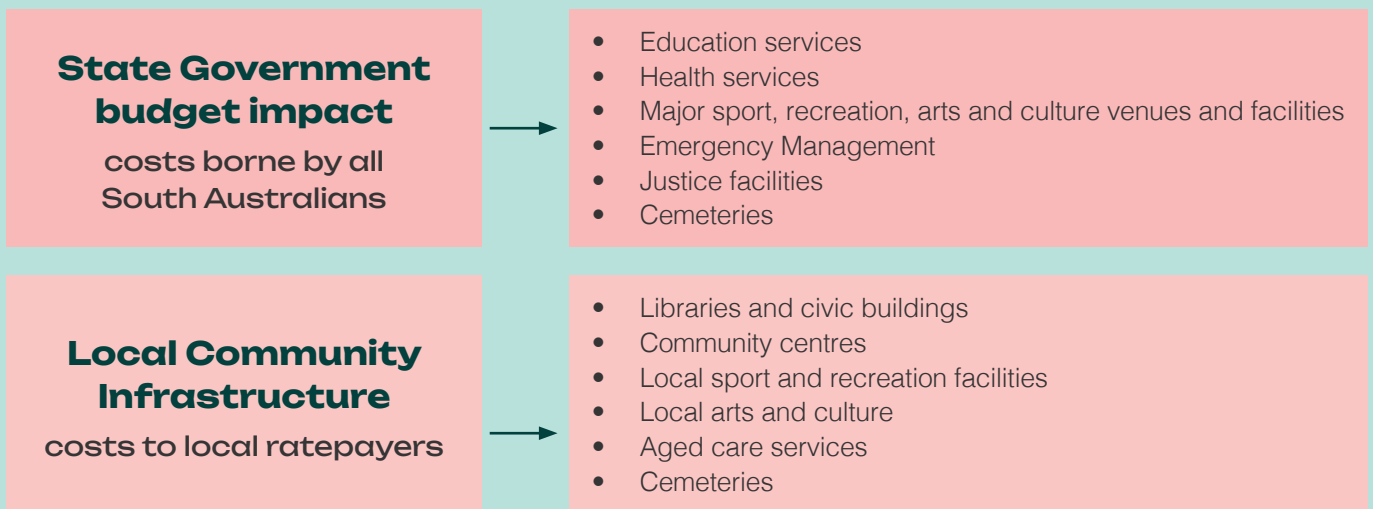 State Government
budget impact
costs borne by all
South Australians
• Education services
• Health services
• Major sport, recreation, arts and culture venues and facilities
• Emergency Management
• Justice facilities
• Cemeteries
Local Community
Infrastructure
costs to local ratepayers
• Libraries and civic buildings
• Community centres
• Local sport and recreation facilities
• Local arts and culture
• Aged care services
• Cemeteries